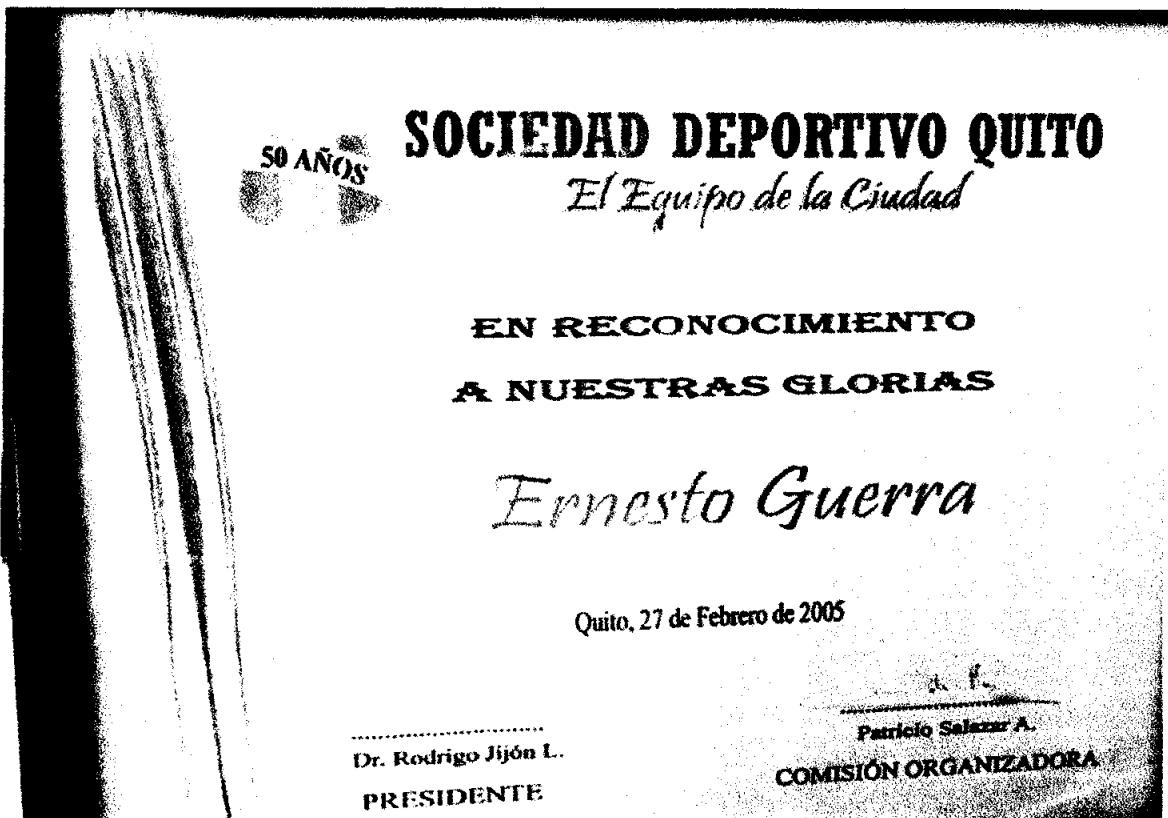 50 AÑOS
SOCIEDAD DEPORTIVO QUITO
El Equipo de la Ciudad
EN RECONOCIMIENTO
A NUESTRAS GLORIAS
Ernesto Guerra
Quito, 27 de Febrero de 2005
Dr. Rodrigo Jijón L.
PRESIDENTE
Patricio Salazar A.
COMISIÓN ORGANIZADORA